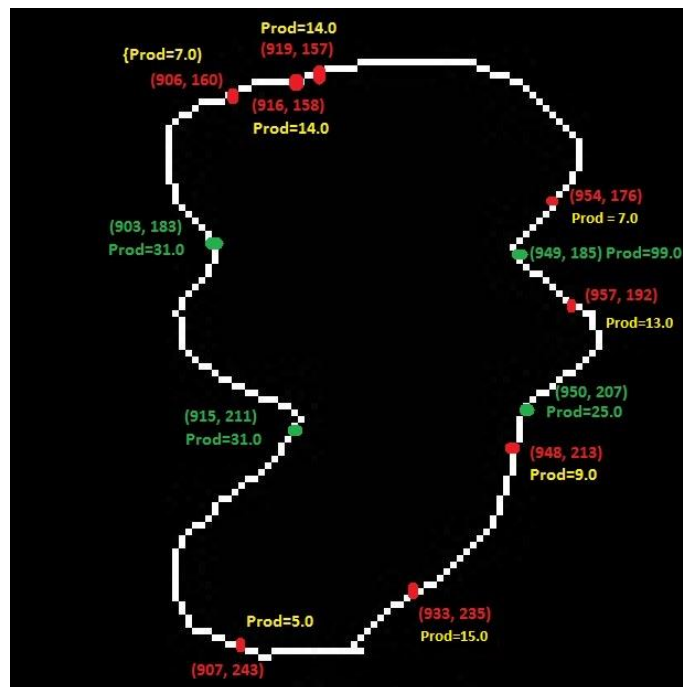 Prod=14.0
(919, 157)
{Prod=7.0)
(906, 160)
(916, 158)
Prod=14.0
(954, 176)
Prod = 7.0
(903, 183)
Prod=31.0
(949, 185) Prod=99.0
(957, 192)
Prod=13.0
(950, 207)
Prod=25.0
(915, 211)
Prod=31.0
(948, 213)
Prod=9.0
(933, 235)
Prod=15.0
Prod=5.0
(907, 243)